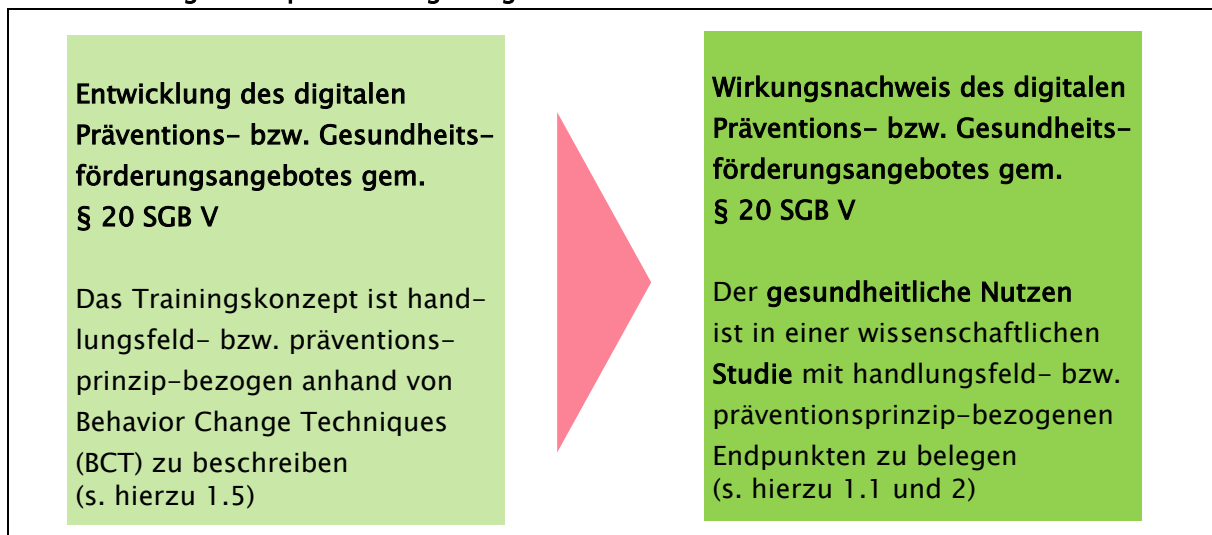 Entwicklung des digitalen
Präventions- bzw. Gesundheits-
förderungsangebotes gem.
§ 20 SGB V
Das Trainingskonzept ist hand-
lungsfeld- bzw. präventions-
prinzip-bezogen anhand von
Behavior Change Techniques
(BCT) zu beschreiben
(s. hierzu 1.5)
Wirkungsnachweis des digitalen
Präventions- bzw. Gesundheits-
förderungsangebotes gem.
§ 20 SGB V
Der gesundheitliche Nutzen
ist in einer wissenschaftlichen
Studie mit handlungsfeld- bzw.
präventionsprinzip-bezogenen
Endpunkten zu belegen
(s. hierzu 1.1 und 2)